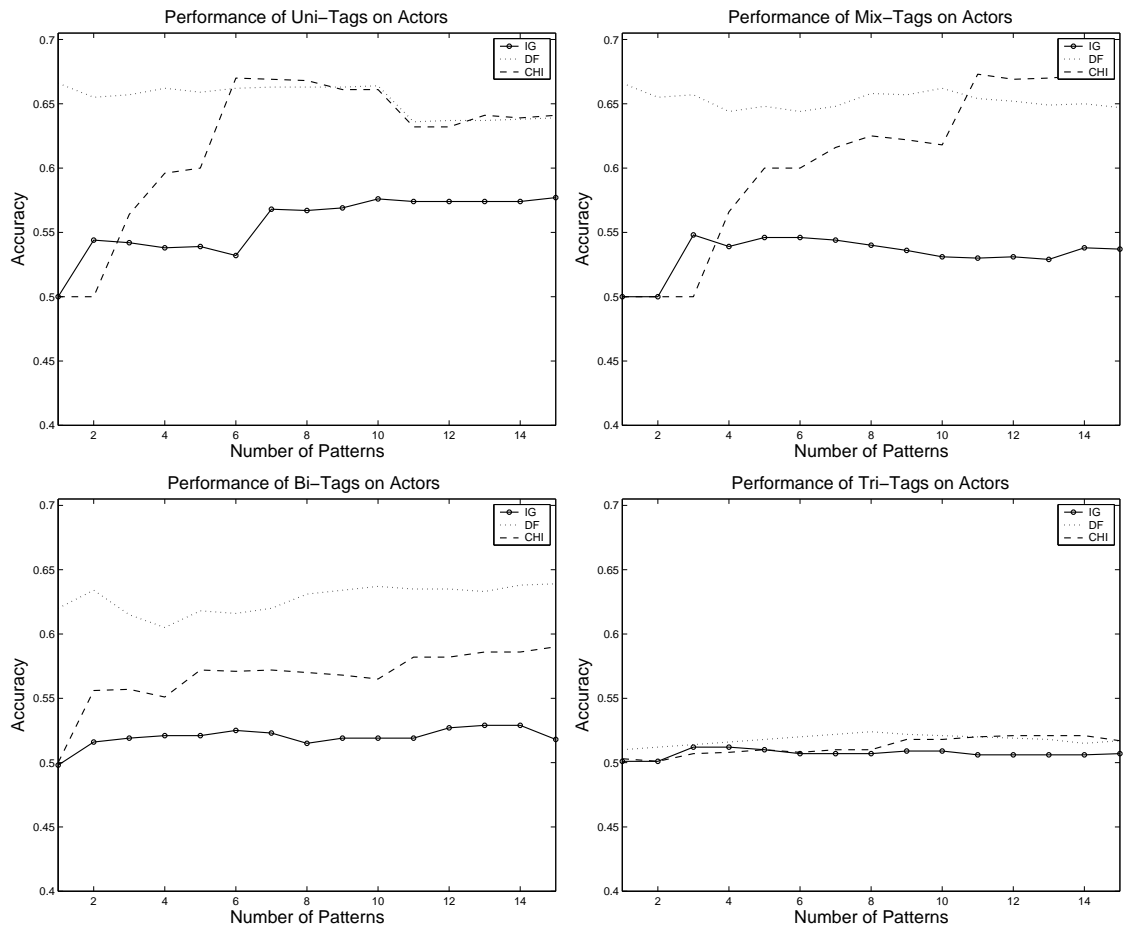 Performance of Uni−Tags on Actors
0.7
0.65
0.6
0.55
0.5
0.45
0.4
Accuracy
IG
DF
CHI
2 4 6 8 10 12 14
Number of Patterns
Performance of Mix−Tags on Actors
0.7
0.65
0.6
0.55
0.5
0.45
0.4
Accuracy
IG
DF
CHI
2 4 6 8 10 12 14
Number of Patterns
Performance of Bi−Tags on Actors
0.7
0.65
0.6
0.55
0.5
0.45
0.4
Accuracy
IG
DF
CHI
2 4 6 8 10 12 14
Number of Patterns
Performance of Tri−Tags on Actors
0.7
0.65
0.6
0.55
0.5
0.45
0.4
Accuracy
IG
DF
CHI
2 4 6 8 10 12 14
Number of Patterns